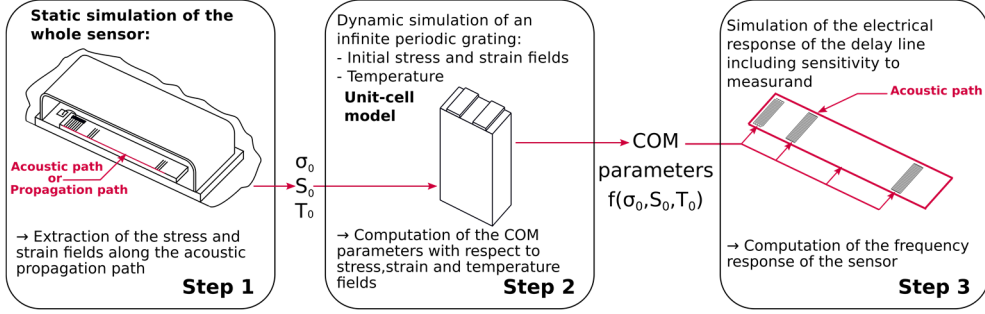 Static simulation of the
whole sensor:
Acoustic path
or
Propagation path
→ Extraction of the stress and
strain fields along the acoustic
propagation path
Step 1
σ₀
S₀
T₀
Dynamic simulation of an
infinite periodic grating:
- Initial stress and strain fields
- Temperature
Unit-cell
model
→ Computation of the COM
parameters with respect to
stress,strain and temperature
fields
Step 2
COM
parameters
f(σ₀,S₀,T₀)
Simulation of the electrical
response of the delay line
including sensitivity to
measurand
Acoustic path
→ Computation of the frequency
response of the sensor
Step 3